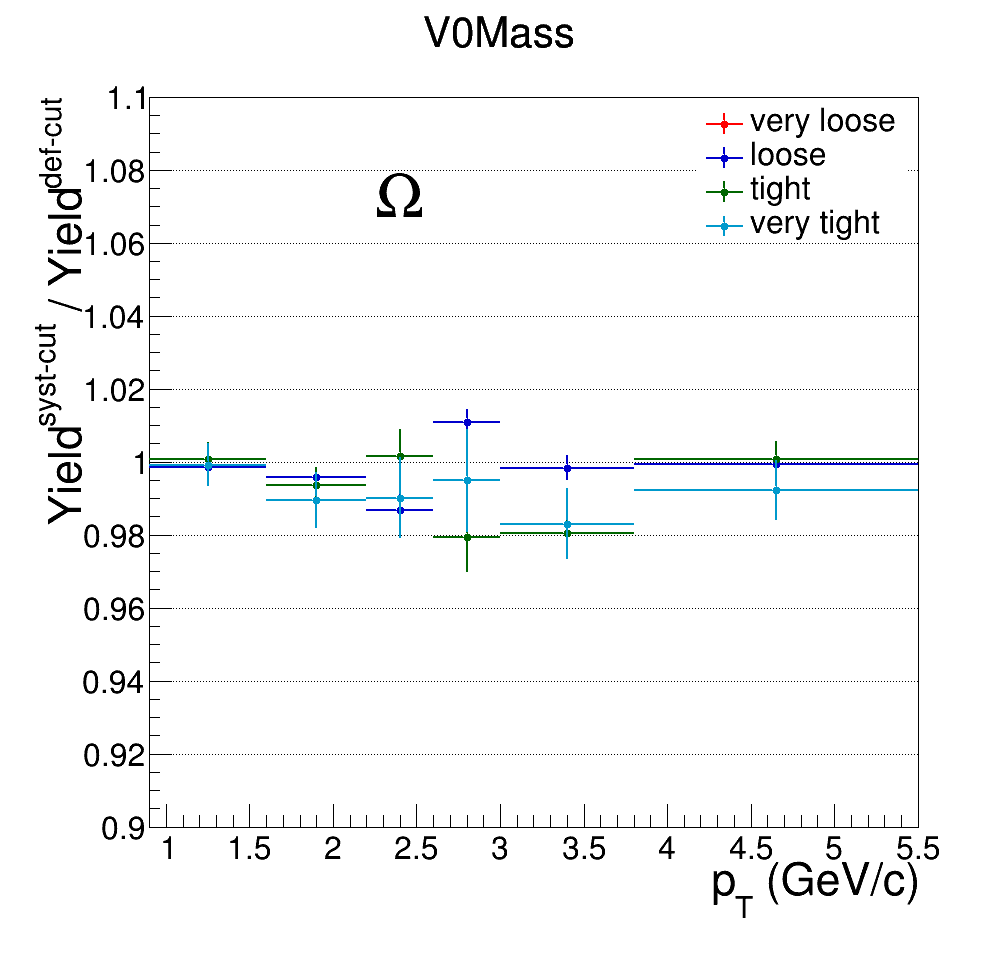 V0Mass
Yield^syst-cut / Yield^def-cut
1.1
1.08
1.06
1.04
1.02
1
0.98
0.96
0.94
0.92
0.9
Ω
very loose
loose
tight
very tight
1 1.5 2 2.5 3 3.5 4 4.5 5 5.5
p_T (GeV/c)